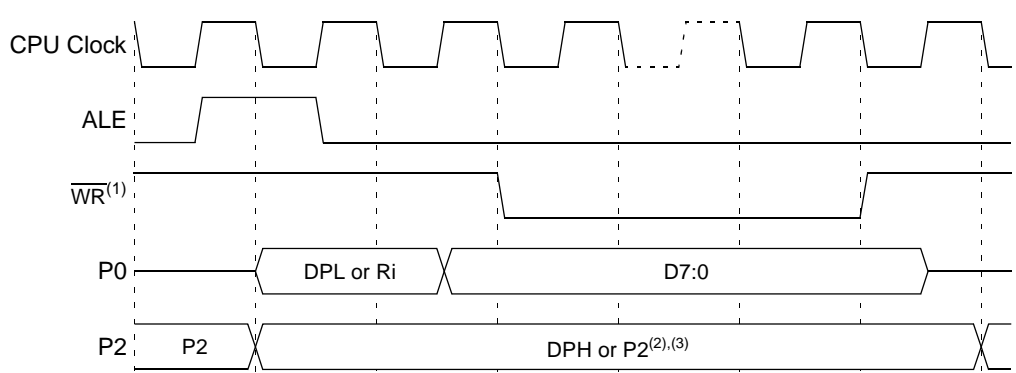 CPU Clock
ALE
WR(1)
P0 DPL or Ri D7:0
P2 P2 DPH or P2(2),(3)